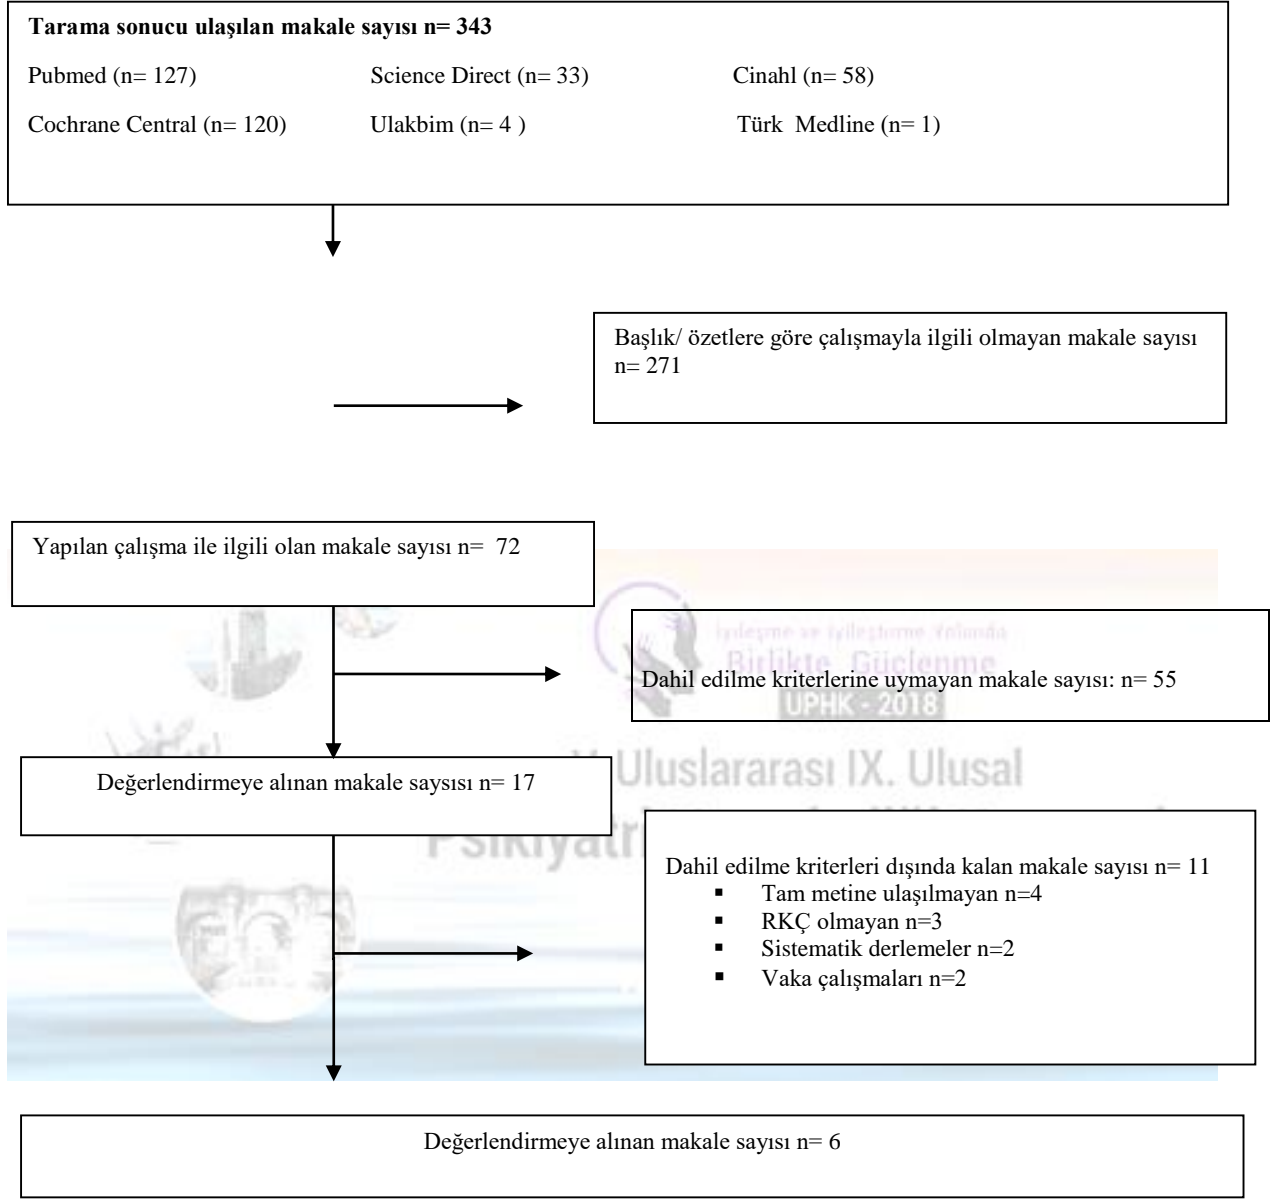 Tarama sonucu ulaşılan makale sayısı n= 343
Pubmed (n= 127) Science Direct (n= 33) Cinahl (n= 58)
Cochrane Central (n= 120) Ulakbim (n= 4 ) Türk Medline (n= 1)
Başlık/ özetlere göre çalışmayla ilgili olmayan makale sayısı
n= 271
Yapılan çalışma ile ilgili olan makale sayısı n= 72
İyileşme ve İyileştirme Yolunda
Birlikte Güçlenme
Dahil edilme kriterlerine uymayan makale sayısı: n= 55
UPHK - 2018
Uluslararası IX. Ulusal
Değerlendirmeye alınan makale saysısı n= 17
Dahil edilme kriterleri dışında kalan makale sayısı n= 11
▪ Tam metine ulaşılmayan n=4
▪ RKÇ olmayan n=3
▪ Sistematik derlemeler n=2
▪ Vaka çalışmaları n=2
Değerlendirmeye alınan makale sayısı n= 6